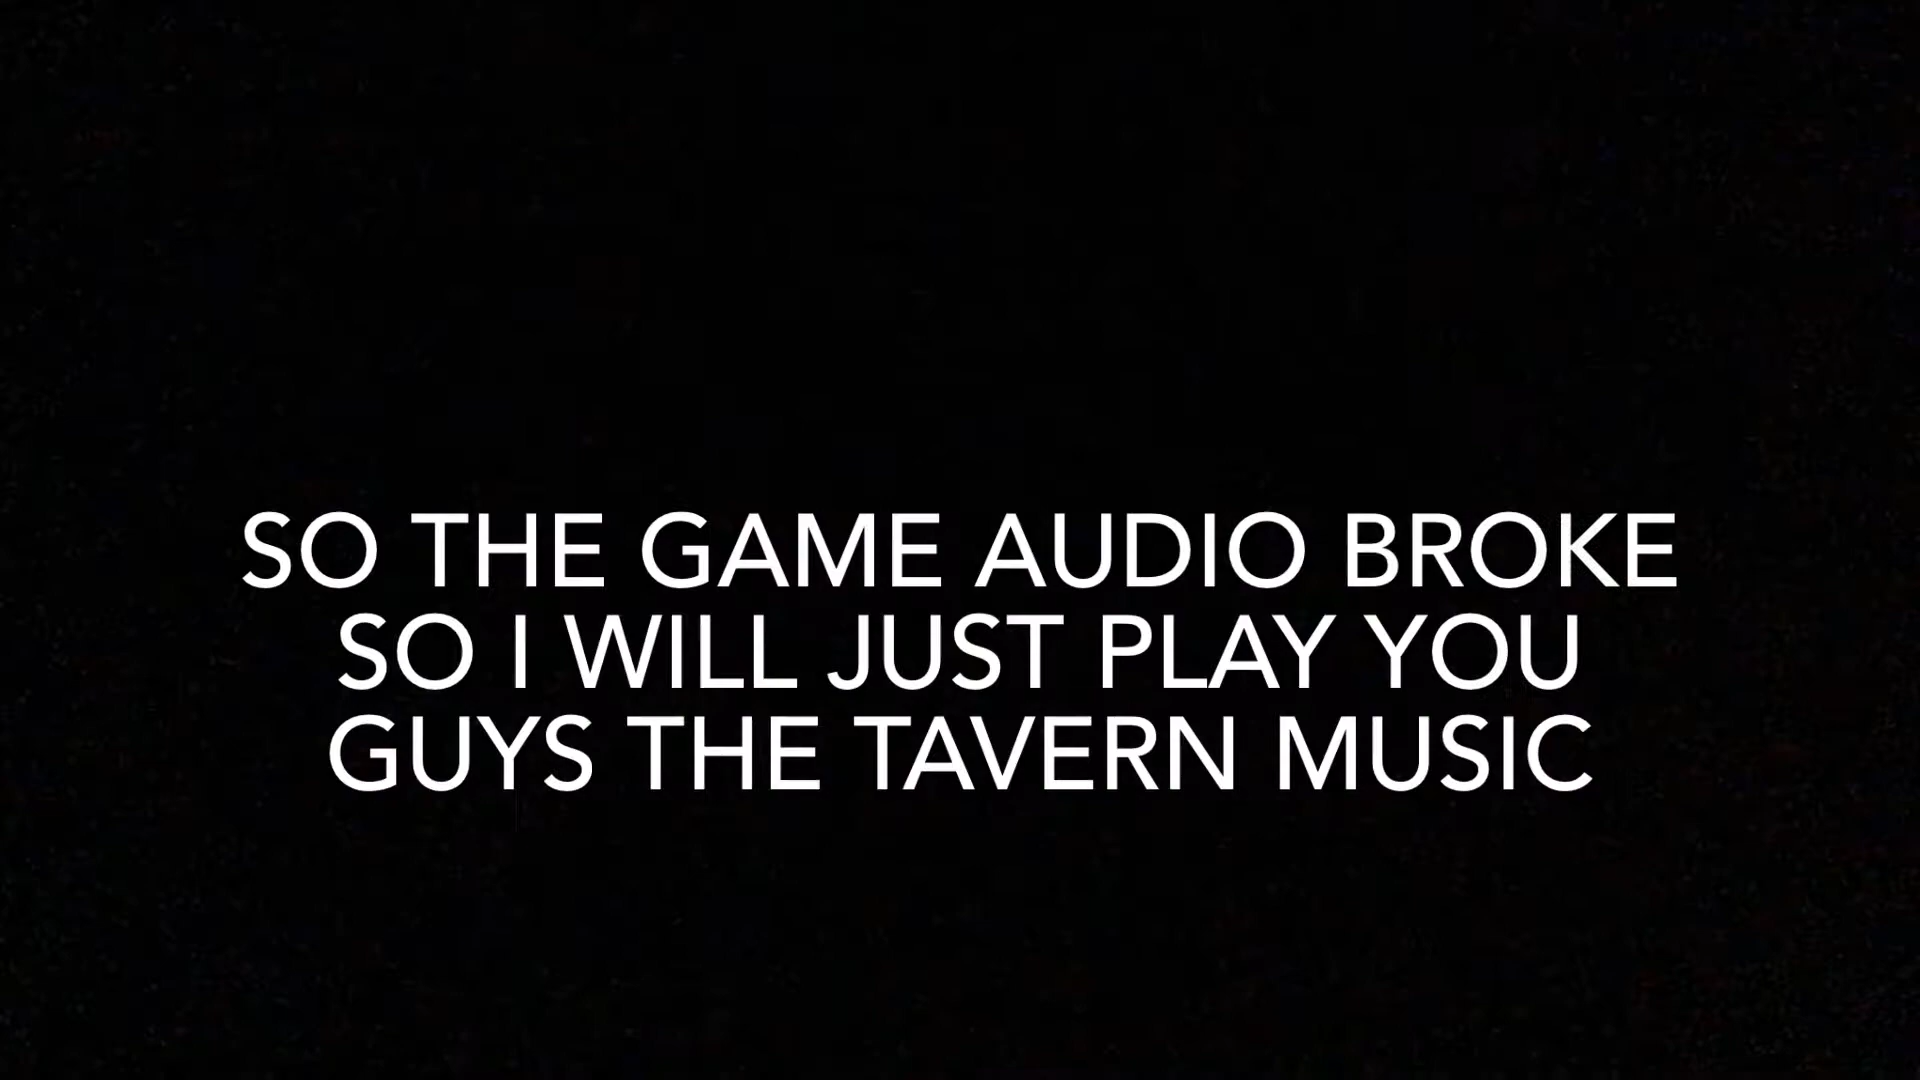 SO THE GAME AUDIO BROKE
SO I WILL JUST PLAY YOU
GUYS THE TAVERN MUSIC